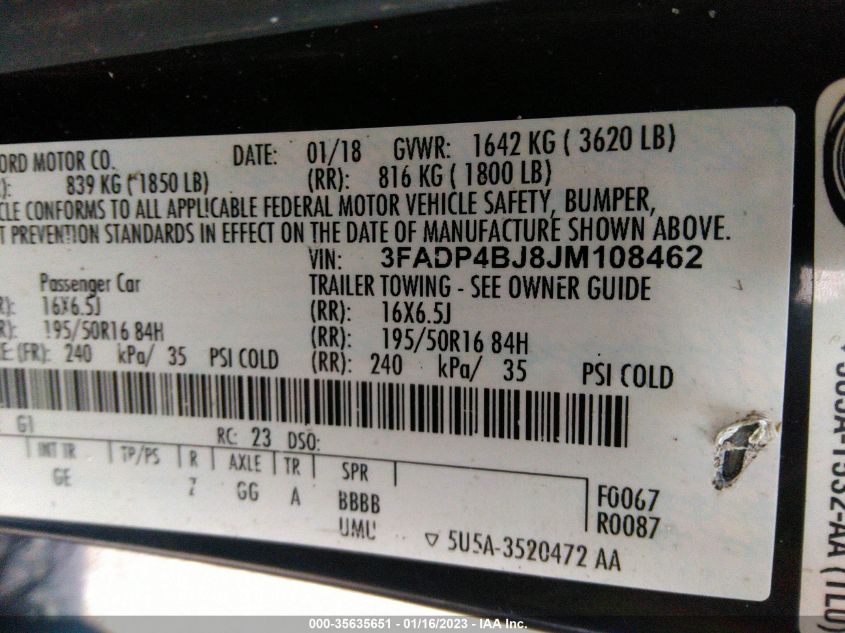 ORD MOTOR CO. DATE: 01/18 GVWR: 1642 KG ( 3620 LB)
): 839 KG ( 1850 LB) (RR): 816 KG ( 1800 LB)
CLE CONFORMS TO ALL APPLICABLE FEDERAL MOTOR VEHICLE SAFETY, BUMPER,
T PREVENTION STANDARDS IN EFFECT ON THE DATE OF MANUFACTURE SHOWN ABOVE.
VIN: 3FADP4BJ8JM108462
Passenger Car TRAILER TOWING - SEE OWNER GUIDE
R): 16X6.5J (RR): 16X6.5J
R): 195/50R16 84H (RR): 195/50R16 84H
E: (FR): 240 kPa/ 35 PSI COLD (RR): 240 kPa/ 35 PSI COLD
: G1
RC: 23 DSO:
INT TR TP/PS R AXLE TR SPR
GE Z GG A BBBB F0067
UMU R0087
▽ 5U5A-3520472 AA
-1532-AA (TL0)
000-35635651 - 01/16/2023 - IAA Inc.